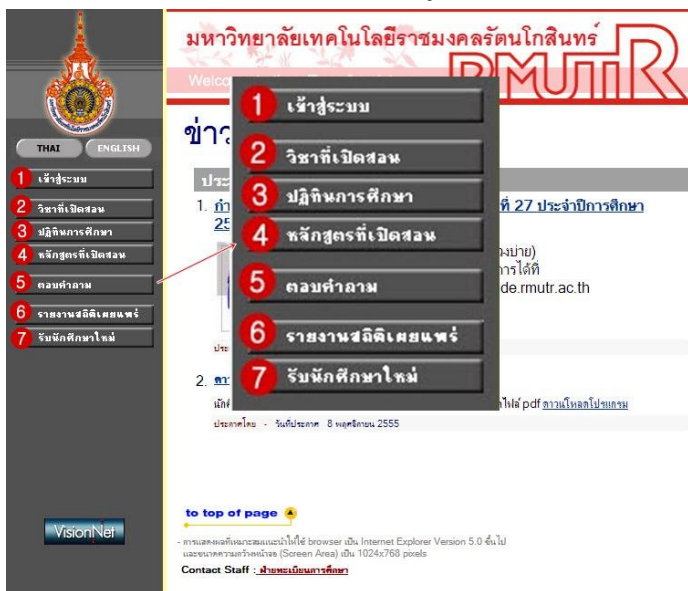 มหาวิทยาลัยเทคโนโลยีราชมงคลรัตนโกสินทร์
RMUTR
THAI
ENGLISH
1 เข้าสู่ระบบ
2 วิชาที่เปิดสอน
3 ปฏิทินการศึกษา
4 หลักสูตรที่เปิดสอน
5 ตอบคำถาม
6 รายงานสถิติเผยแพร่
7 รับนักศึกษาใหม่
VisionNet
1 เข้าสู่ระบบ
2 วิชาที่เปิดสอน
3 ปฏิทินการศึกษา
4 หลักสูตรที่เปิดสอน
5 ตอบคำถาม
6 รายงานสถิติเผยแพร่
7 รับนักศึกษาใหม่
1. ที่ 27 ประจำปีการศึกษา
25
de.rmutr.ac.th
2. ไฟล์ pdf ดาวน์โหลดโปรแกรม
ประกาศโดย - วันที่ประกาศ 8 พฤศจิกายน 2555
to top of page
- การแสดงผลที่เหมาะสมแนะนำให้ใช้ browser เป็น Internet Explorer Version 5.0 ขึ้นไป
และขนาดความกว้างหน้าจอ (Screen Area) เป็น 1024x768 pixels
Contact Staff : ฝ่ายทะเบียนการศึกษา